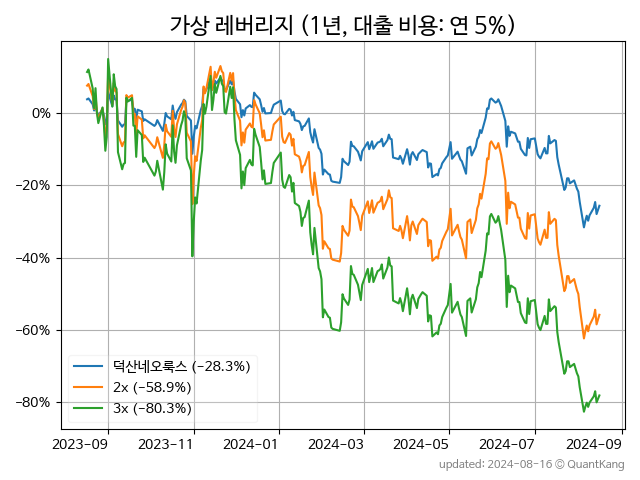 가상 레버리지 (1년, 대출 비용: 연 5%)
0%
−20%
−40%
−60%
−80%
덕산네오룩스 (−28.3%)
2x (−58.9%)
3x (−80.3%)
2023-09 2023-11 2024-01 2024-03 2024-05 2024-07 2024-09
updated: 2024-08-16 © QuantKang